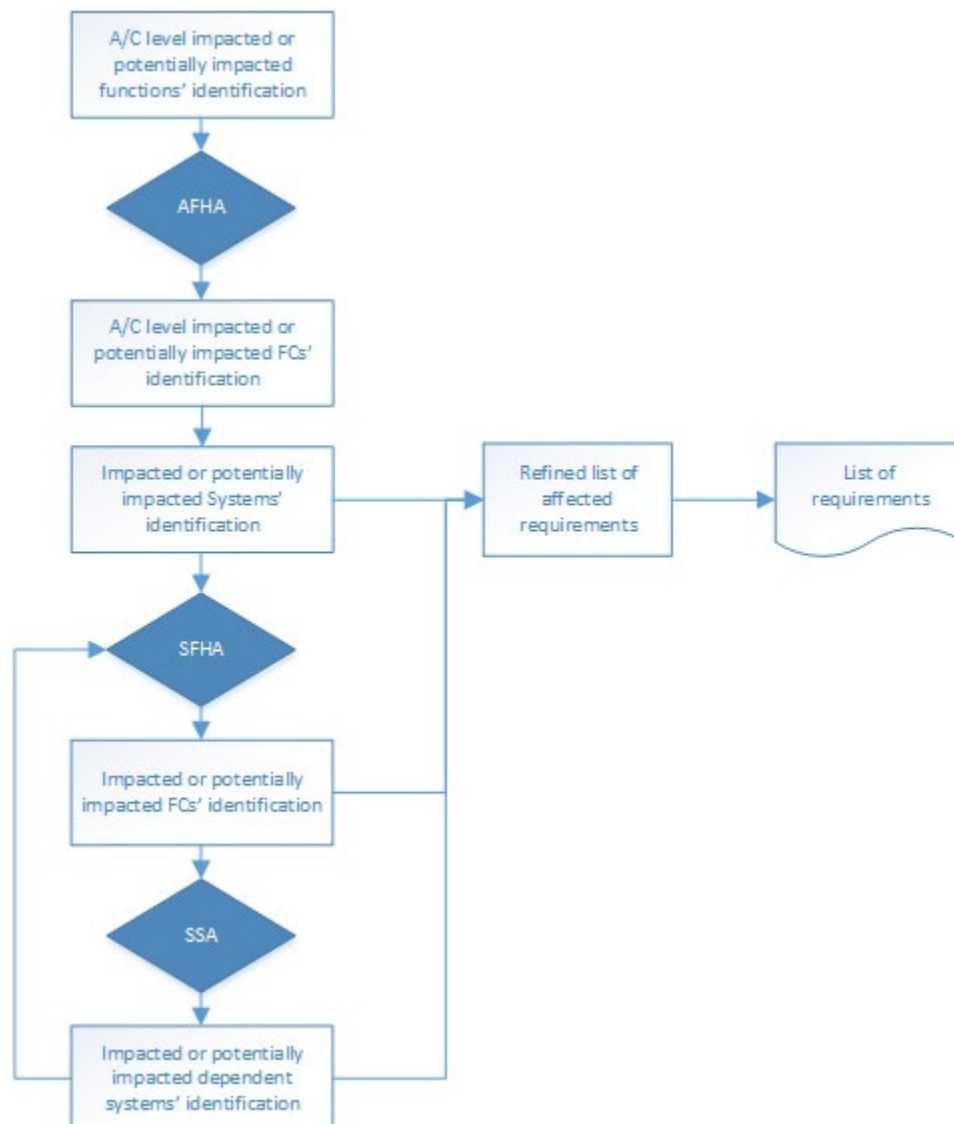 A/C level impacted or
potentially impacted
functions' identification
AFHA
A/C level impacted or
potentially impacted FCs'
identification
Impacted or potentially
impacted Systems'
identification
Refined list of
affected
requirements
List of
requirements
SFHA
Impacted or potentially
impacted FCs' identification
SSA
Impacted or potentially
impacted dependent
systems' identification